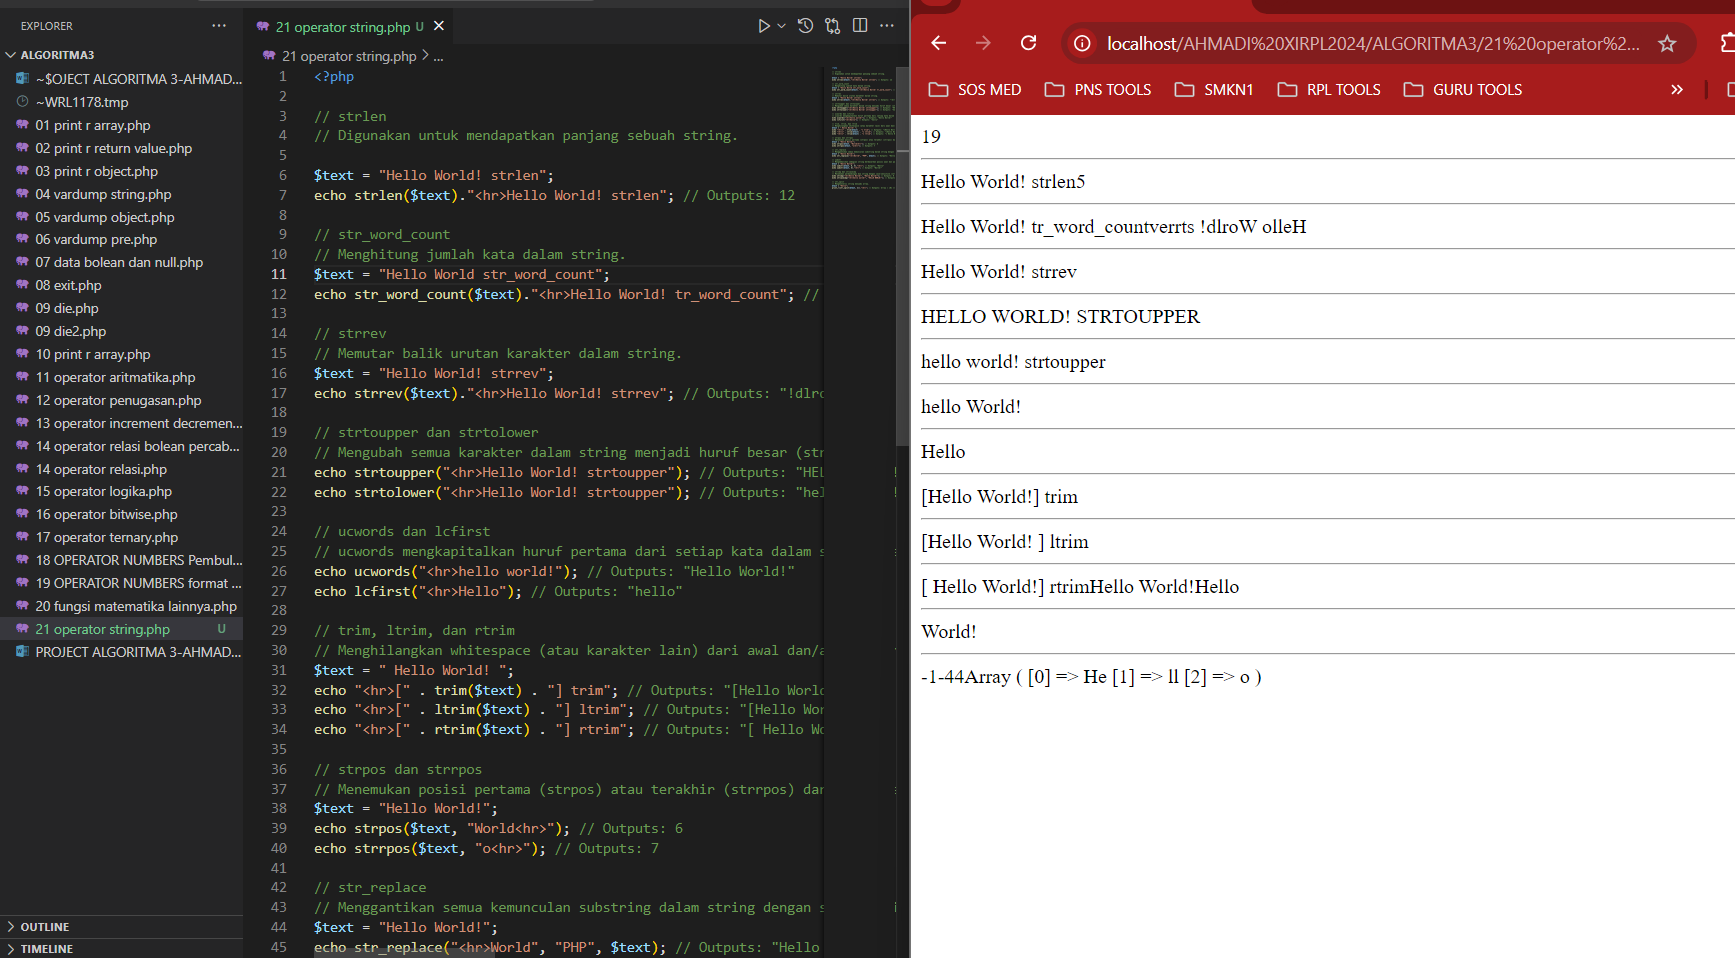 EXPLORER
ALGORITMA3
~$OJECT ALGORITMA 3-AHMAD...
~WRL1178.tmp
01 print r array.php
02 print r return value.php
03 print r object.php
04 vardump string.php
05 vardump object.php
06 vardump pre.php
07 data bolean dan null.php
08 exit.php
09 die.php
09 die2.php
10 print r array.php
11 operator aritmatika.php
12 operator penugasan.php
13 operator increment decremen...
14 operator relasi bolean percab...
14 operator relasi.php
15 operator logika.php
16 operator bitwise.php
17 operator ternary.php
18 OPERATOR NUMBERS Pembul...
19 OPERATOR NUMBERS format ...
20 fungsi matematika lainnya.php
21 operator string.php U
PROJECT ALGORITMA 3-AHMAD...
OUTLINE
TIMELINE
21 operator string.php U
21 operator string.php > ...
1 <?php
2
3 // strlen
4 // Digunakan untuk mendapatkan panjang sebuah string.
5
6 $text = "Hello World! strlen";
7 echo strlen($text)."<hr>Hello World! strlen"; // Outputs: 12
8
9 // str_word_count
10 // Menghitung jumlah kata dalam string.
11 $text = "Hello World str_word_count";
12 echo str_word_count($text)."<hr>Hello World! tr_word_count"; //
13
14 // strrev
15 // Memutar balik urutan karakter dalam string.
16 $text = "Hello World! strrev";
17 echo strrev($text)."<hr>Hello World! strrev"; // Outputs: "!dlro
18
19 // strtoupper dan strtolower
20 // Mengubah semua karakter dalam string menjadi huruf besar (str
21 echo strtoupper("<hr>Hello World! strtoupper"); // Outputs: "HEL
22 echo strtolower("<hr>Hello World! strtoupper"); // Outputs: "hel
23
24 // ucwords dan lcfirst
25 // ucwords mengkapitalkan huruf pertama dari setiap kata dalam s
26 echo ucwords("<hr>hello world!"); // Outputs: "Hello World!"
27 echo lcfirst("<hr>Hello"); // Outputs: "hello"
28
29 // trim, ltrim, dan rtrim
30 // Menghilangkan whitespace (atau karakter lain) dari awal dan/a
31 $text = " Hello World! ";
32 echo "<hr>[" . trim($text) . "] trim"; // Outputs: "[Hello World
33 echo "<hr>[" . ltrim($text) . "] ltrim"; // Outputs: "[Hello Wor
34 echo "<hr>[" . rtrim($text) . "] rtrim"; // Outputs: "[ Hello Wo
35
36 // strpos dan strrpos
37 // Menemukan posisi pertama (strpos) atau terakhir (strrpos) dar
38 $text = "Hello World!";
39 echo strpos($text, "World<hr>"); // Outputs: 6
40 echo strrpos($text, "o<hr>"); // Outputs: 7
41
42 // str_replace
43 // Menggantikan semua kemunculan substring dalam string dengan s
44 $text = "Hello World!";
45 echo str_replace("<hr>World", "PHP", $text); // Outputs: "Hello
localhost/AHMADI%20XIRPL2024/ALGORITMA3/21%20operator%2...
SOS MED
PNS TOOLS
SMKN1
RPL TOOLS
GURU TOOLS
19
Hello World! strlen5
Hello World! tr_word_countverrts !dlroW olleH
Hello World! strrev
HELLO WORLD! STRTOUPPER
hello world! strtoupper
hello World!
Hello
[Hello World!] trim
[Hello World! ] ltrim
[ Hello World!] rtrimHello World!Hello
World!
-1-44Array ( [0] => He [1] => ll [2] => o )